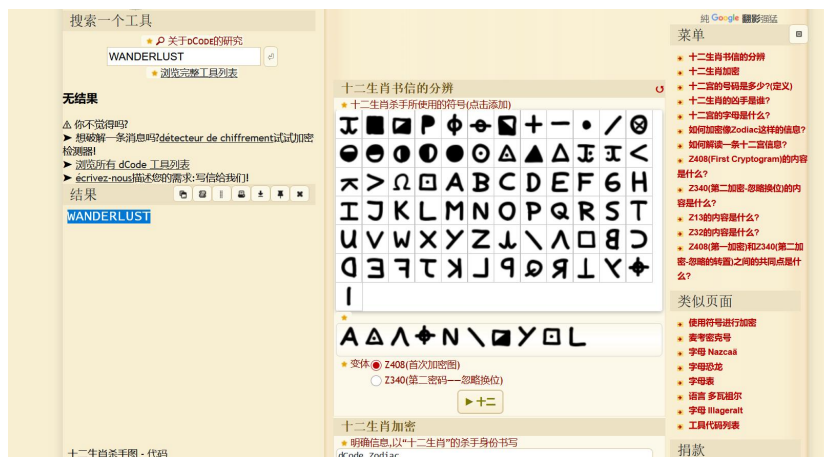 搜索一个工具
★ 🔎 关于DCODE的研究
WANDERLUST
★ 浏览完整工具列表
无结果
⚠ 你不觉得吗?
➤ 想破解一条消息吗?détecteur de chiffrement试试加密
检测器!
➤ 浏览所有 dCode 工具列表
➤ écrivez-nous描述您的需求:写信给我们!
结果
WANDERLUST
十二生肖杀手图 - 代码
十二生肖书信的分辨
★ 十二生肖杀手所使用的符号(点击添加)
★ 变体 Z408(首次加密图)
Z340(第二密码——忽略换位)
▶十二
十二生肖加密
★ 明确信息,以“十二生肖”的杀手身份书写
dCode Zodiac
Google
菜单
十二生肖书信的分辨
十二生肖加密
十二宫的号码是多少?(定义)
十二生肖的凶手是谁?
十二宫的字母是什么?
如何加密像Zodiac这样的信息?
如何解读一条十二宫信息?
Z408(First Cryptogram)的内容
是什么?
Z340(第二加密-忽略换位)的内
容是什么?
Z13的内容是什么?
Z32的内容是什么?
Z408(第一加密)和Z340(第二加
密-忽略的转置)之间的共同点是什
么?
类似页面
使用符号进行加密
麦考密克号
字母 Nazcaä
字母恐龙
字母表
语言 多瓦祖尔
字母 Illageralt
工具代码列表
捐款